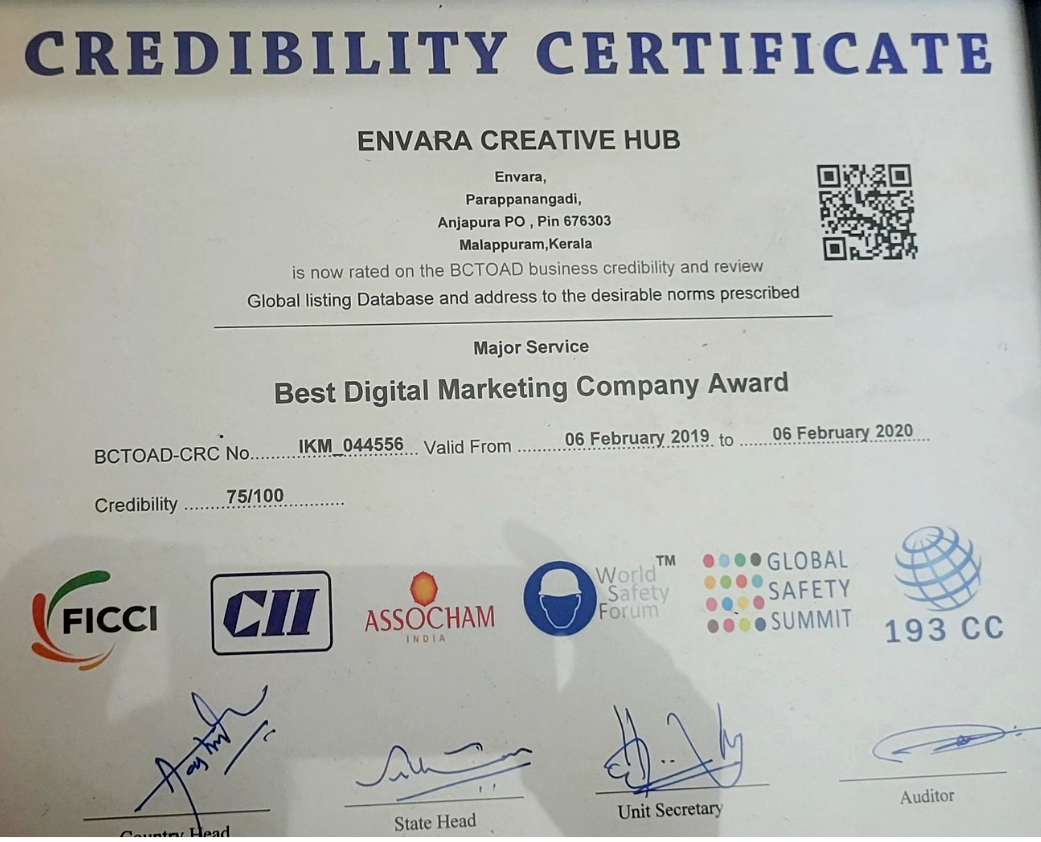 CREDIBILITY CERTIFICATE
ENVARA CREATIVE HUB
Envara,
Parappanangadi,
Anjapura PO , Pin 676303
Malappuram,Kerala
is now rated on the BCTOAD business credibility and review
Global listing Database and address to the desirable norms prescribed
Major Service
Best Digital Marketing Company Award
BCTOAD-CRC No.......... IKM_044556 ... Valid From .......... 06 February 2019 to ...... 06 February 2020 ...
Credibility ........ 75/100 ............
FICCI
CII
ASSOCHAM
INDIA
World
Safety
Forum
TM
GLOBAL
SAFETY
SUMMIT
193 CC
Country Head
State Head
Unit Secretary
Auditor